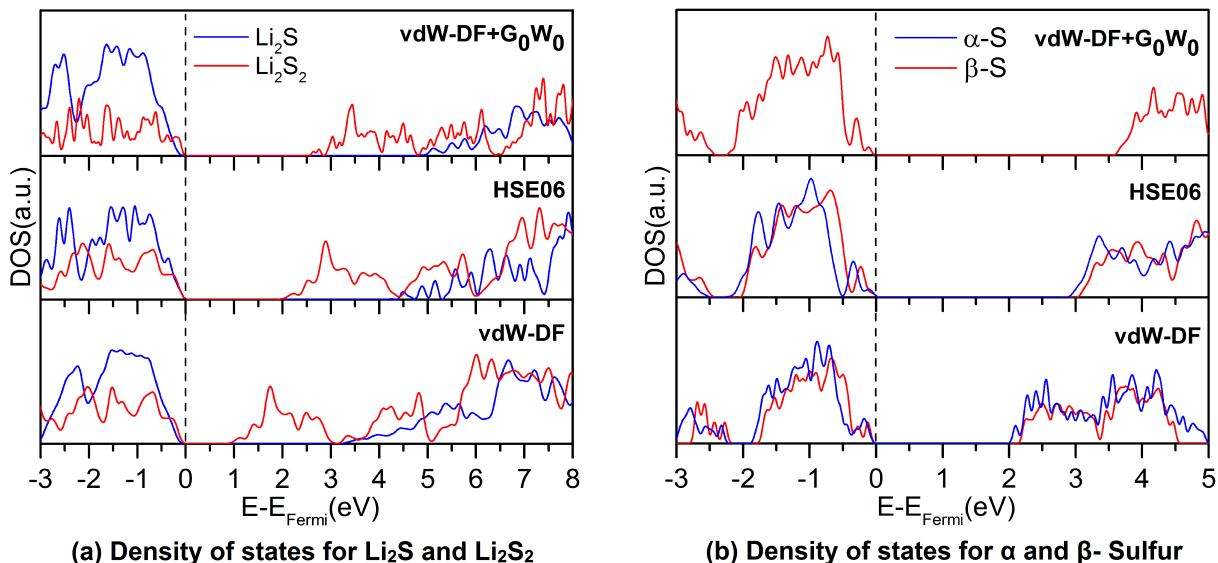 vdW-DF+G₀W₀
Li₂S
Li₂S₂
HSE06
vdW-DF
DOS(a.u.)
-3 -2 -1 0 1 2 3 4 5 6 7 8
E-E_Fermi(eV)
(a) Density of states for Li₂S and Li₂S₂
vdW-DF+G₀W₀
α-S
β-S
HSE06
vdW-DF
DOS(a.u.)
-3 -2 -1 0 1 2 3 4 5
E-E_Fermi(eV)
(b) Density of states for α and β- Sulfur